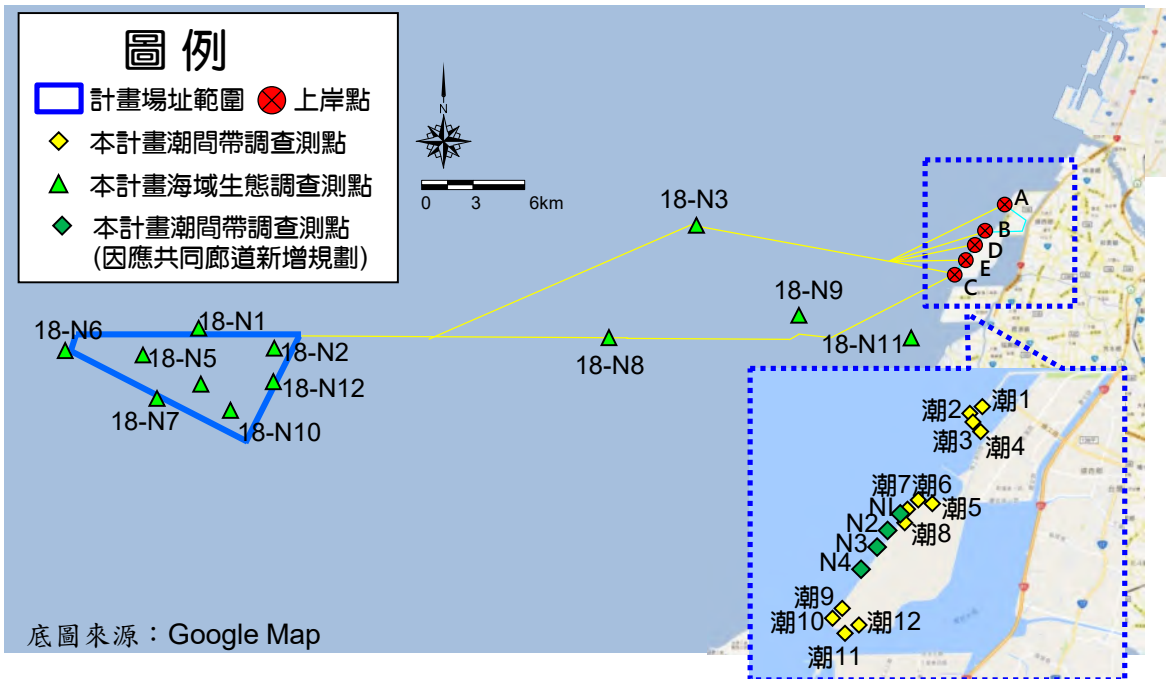 圖例
計畫場址範圍 上岸點
本計畫潮間帶調查測點
本計畫海域生態調查測點
本計畫潮間帶調查測點
(因應共同廊道新增規劃)
N
0 3 6km
18-N3
A
B
D
E
C
18-N9
18-N1
18-N6
18-N2
18-N5
18-N8
18-N11
18-N12
18-N7
18-N10
潮1
潮2
潮3
潮4
潮7
潮6
潮5
N1
N2
潮8
N3
N4
潮9
潮10
潮12
潮11
底圖來源：Google Map